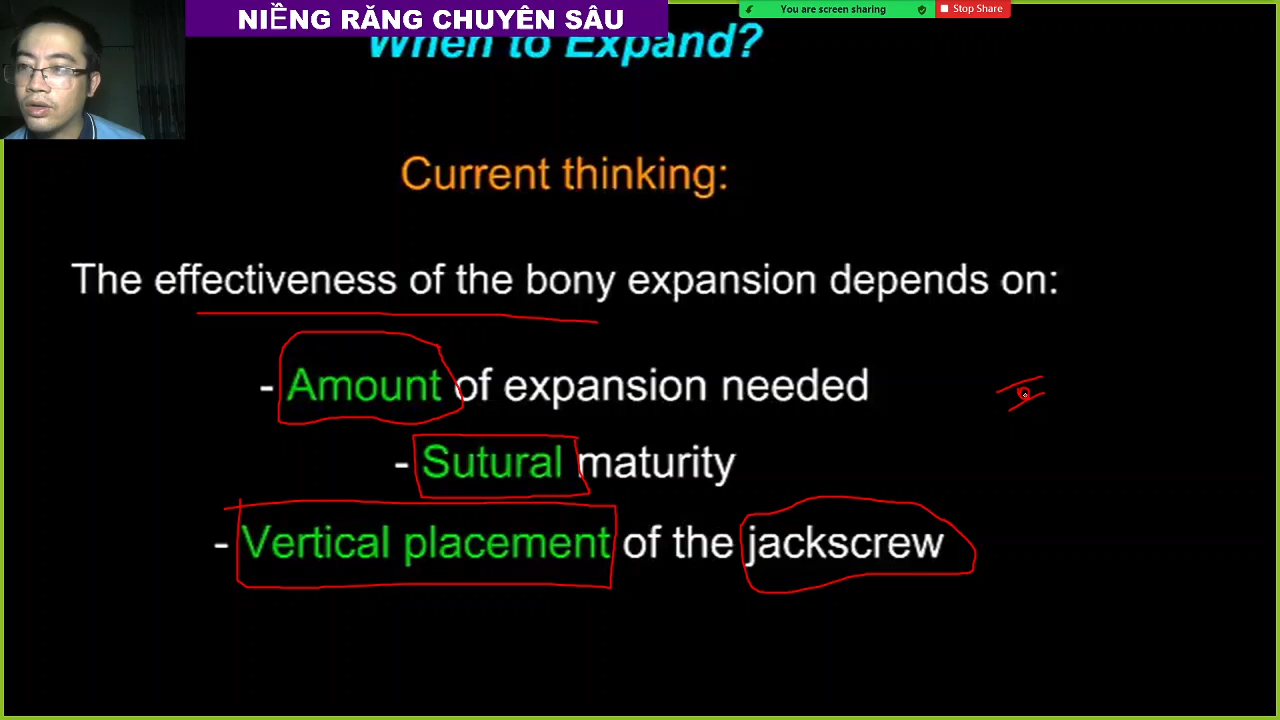 NIỀNG RĂNG CHUYÊN SÂU
You are screen sharing
Stop Share
When to Expand?
Current thinking:
The effectiveness of the bony expansion depends on:
- Amount of expansion needed
- Sutural maturity
- Vertical placement of the jackscrew